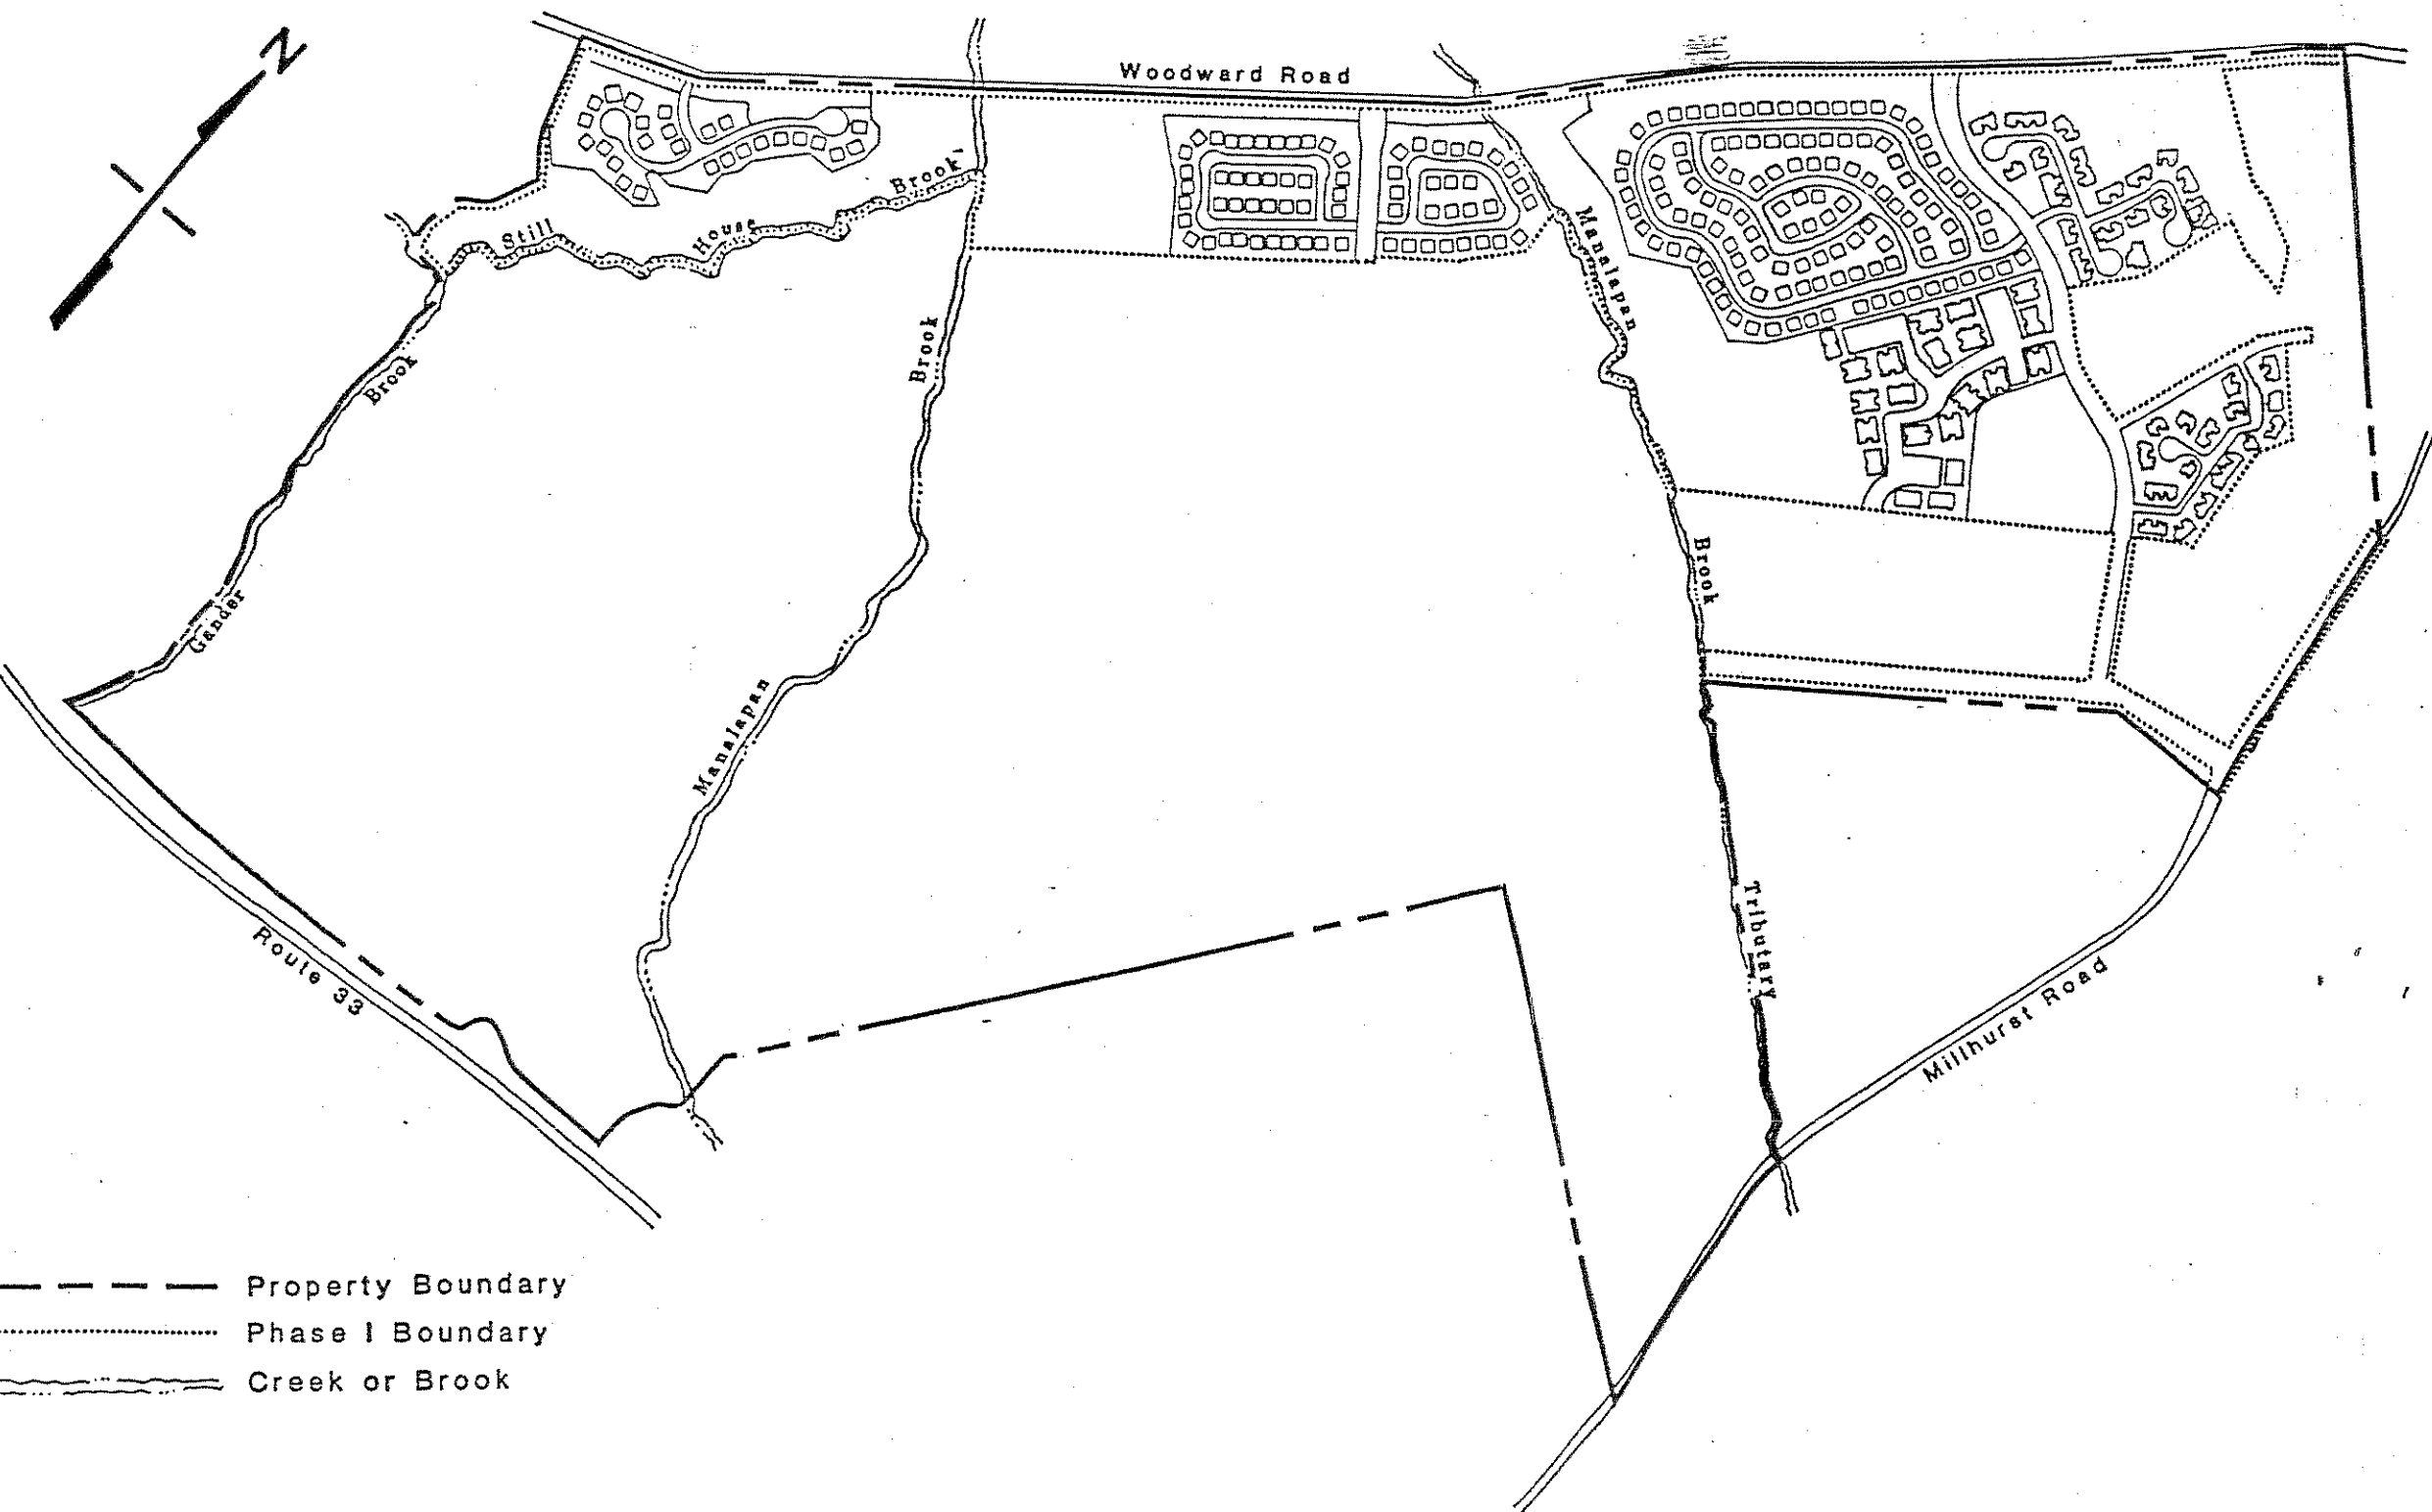 N
Woodward Road
Still House Brook
Manalapan Brook Tributary
Gander Brook
Manalapan Brook
Route 33
Millhurst Road
Property Boundary
Phase I Boundary
Creek or Brook